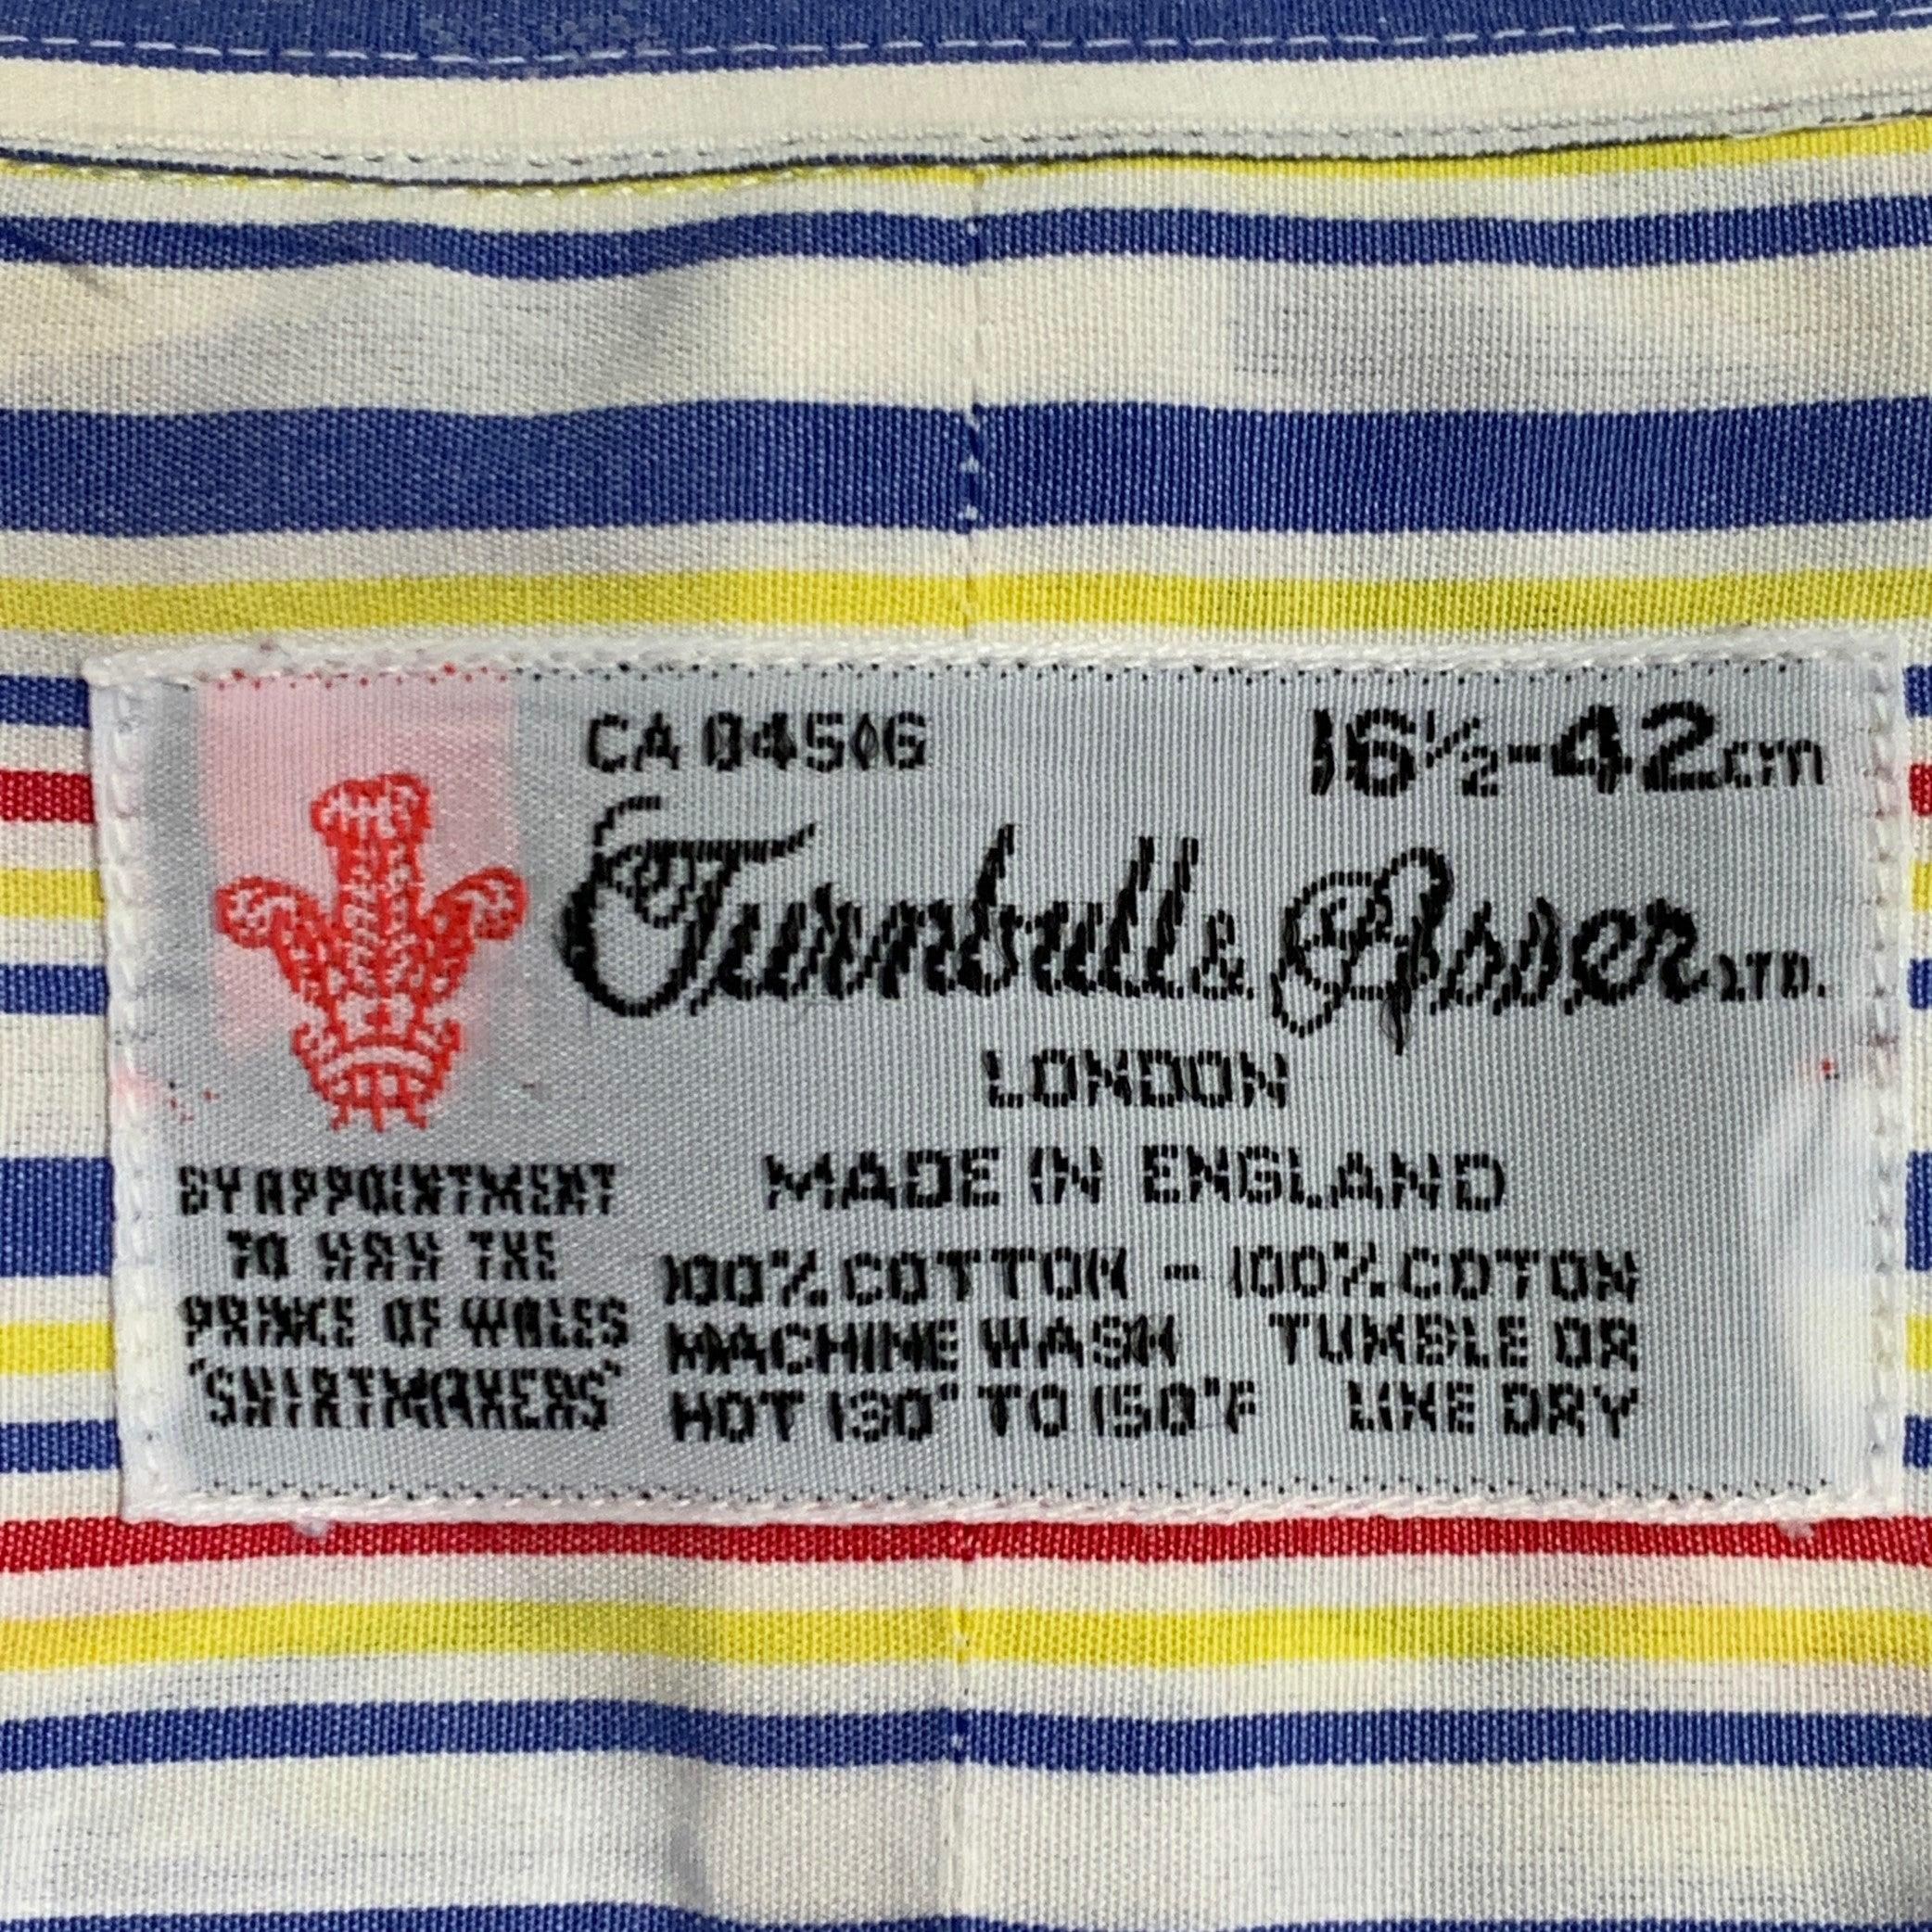 CA 04516
16½-42cm
Turnbull & Asser LTD.
LONDON
MADE IN ENGLAND
BY APPOINTMENT
TO HRH THE
PRINCE OF WALES
'SHIRTMAKERS'
100% COTTON - 100% COTON
MACHINE WASH TUMBLE OR
HOT 130° TO 150°F LINE DRY